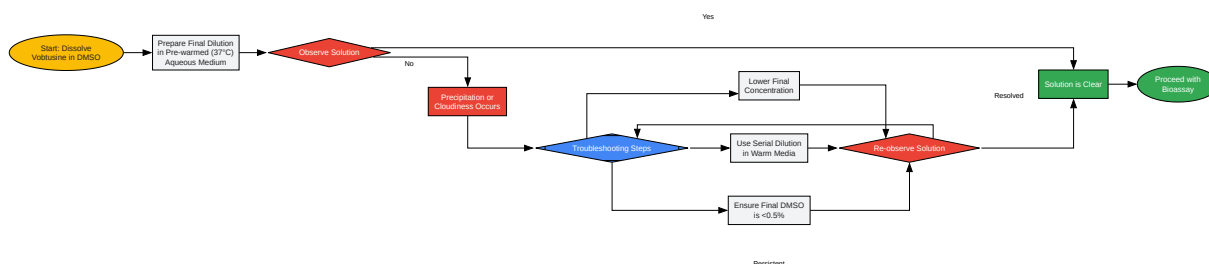 Yes
Start: Dissolve
Vobtusine in DMSO
Prepare Final Dilution
in Pre-warmed (37°C)
Aqueous Medium
Observe Solution
No
Precipitation or
Cloudiness Occurs
Lower Final
Concentration
Troubleshooting Steps
Use Serial Dilution
in Warm Media
Re-observe Solution
Ensure Final DMSO
is <0.5%
Resolved
Solution is Clear
Proceed with
Bioassay
Persistent